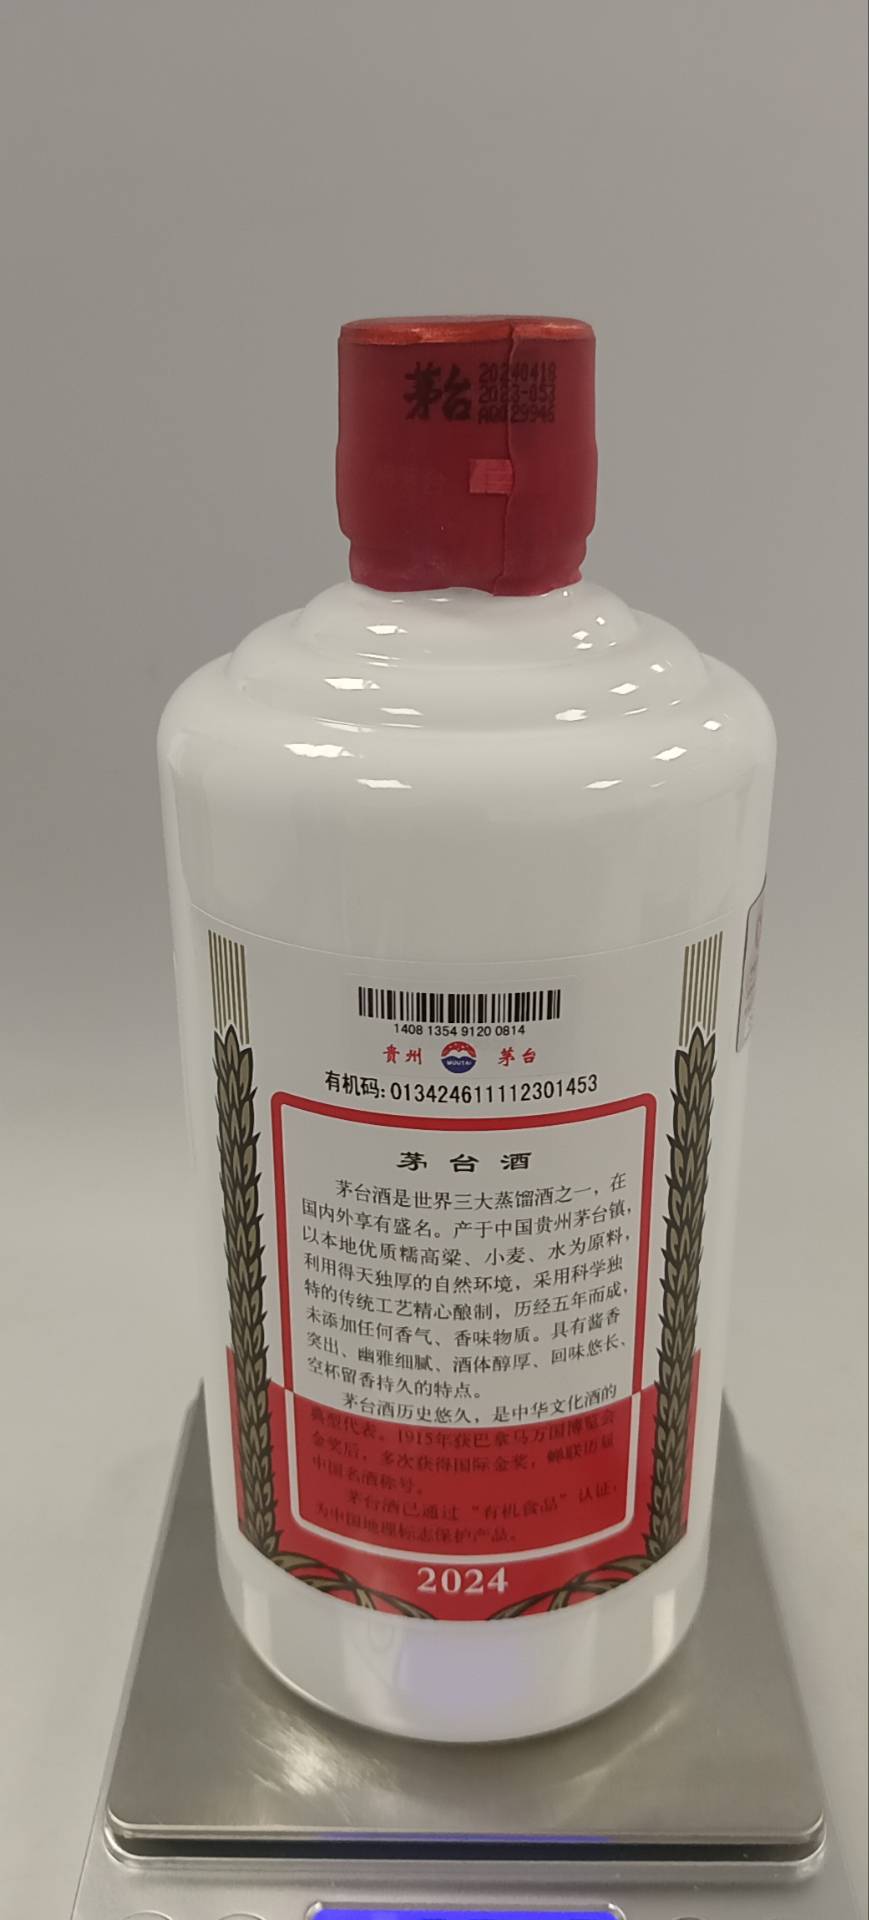 茅台
20240418
2023-053
A0029946
1408 1354 9120 0814
贵州 MOUTAI 茅台
有机码:013424611112301453
茅台酒
茅台酒是世界三大蒸馏酒之一，在
国内外享有盛名。产于中国贵州茅台镇，
以本地优质糯高粱、小麦、水为原料，
利用得天独厚的自然环境，采用科学独
特的传统工艺精心酿制，历经五年而成，
未添加任何香气、香味物质。具有酱香
突出、幽雅细腻、酒体醇厚、回味悠长、
空杯留香持久的特点。
茅台酒历史悠久，是中华文化酒的
典型代表。1915年获巴拿马万国博览会
金奖后，多次获得国际金奖，蝉联历届
中国名酒称号。
茅台酒已通过“有机食品”认证，
为中国地理标志保护产品。
2024